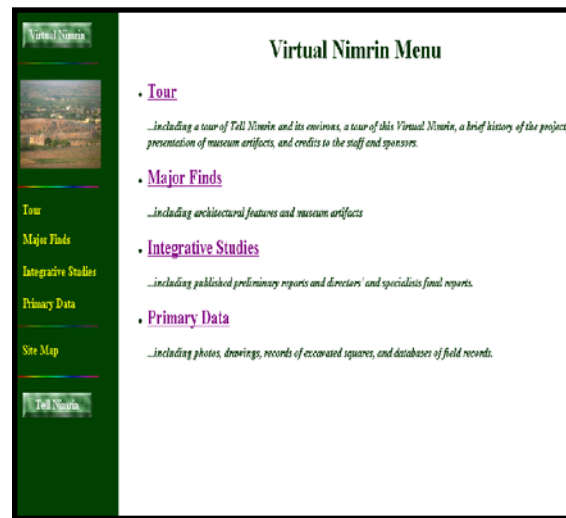 Virtual Nimrin
Tour
Major Finds
Integrative Studies
Primary Data
Site Map
Tell Nimrin
Virtual Nimrin Menu
Tour
...including a tour of Tell Nimrin and its environs, a tour of this Virtual Nimrin, a brief history of the project
presentation of museum artifacts, and credits to the staff and sponsors.
Major Finds
...including architectural features and museum artifacts
Integrative Studies
...including published preliminary reports and directors' and specialists final reports.
Primary Data
...including photos, drawings, records of excavated squares, and databases of field records.